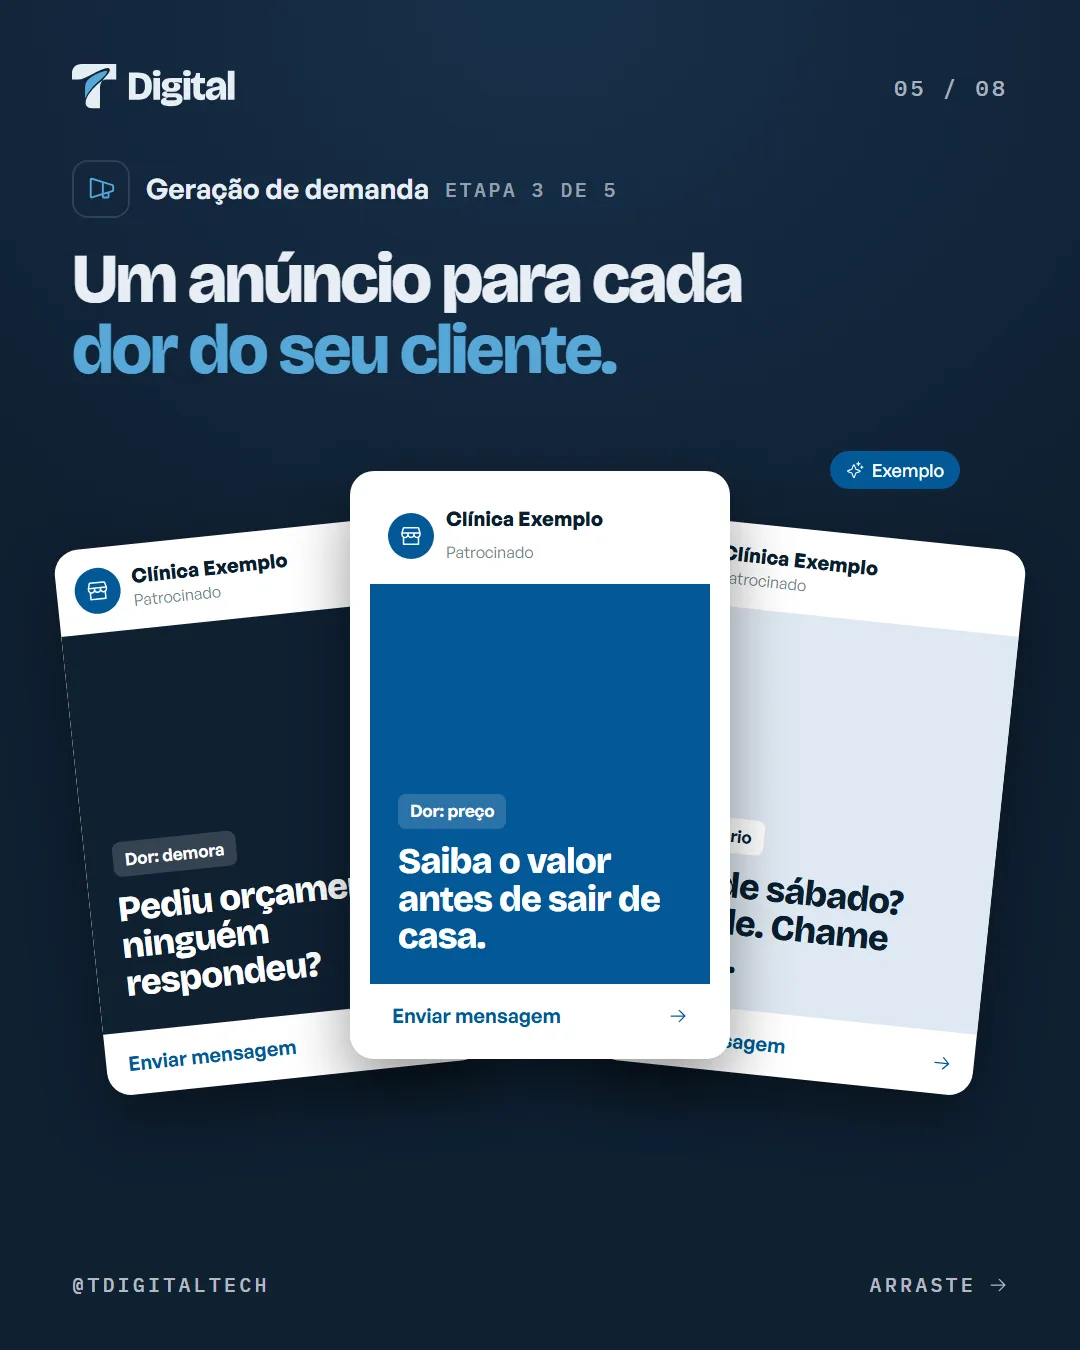 Digital
05 / 08
Geração de demanda ETAPA 3 DE 5
Um anúncio para cada
dor do seu cliente.
Exemplo
Clínica Exemplo
Patrocinado
Dor: demora
Pediu
ninguém
respondeu?
Enviar mensagem
Clínica Exemplo
Patrocinado
Dor: preço
Saiba o valor
antes de sair de
casa.
Enviar mensagem
Clínica Exemplo
de sábado?
Chame
@TDIGITALTECH
ARRASTE